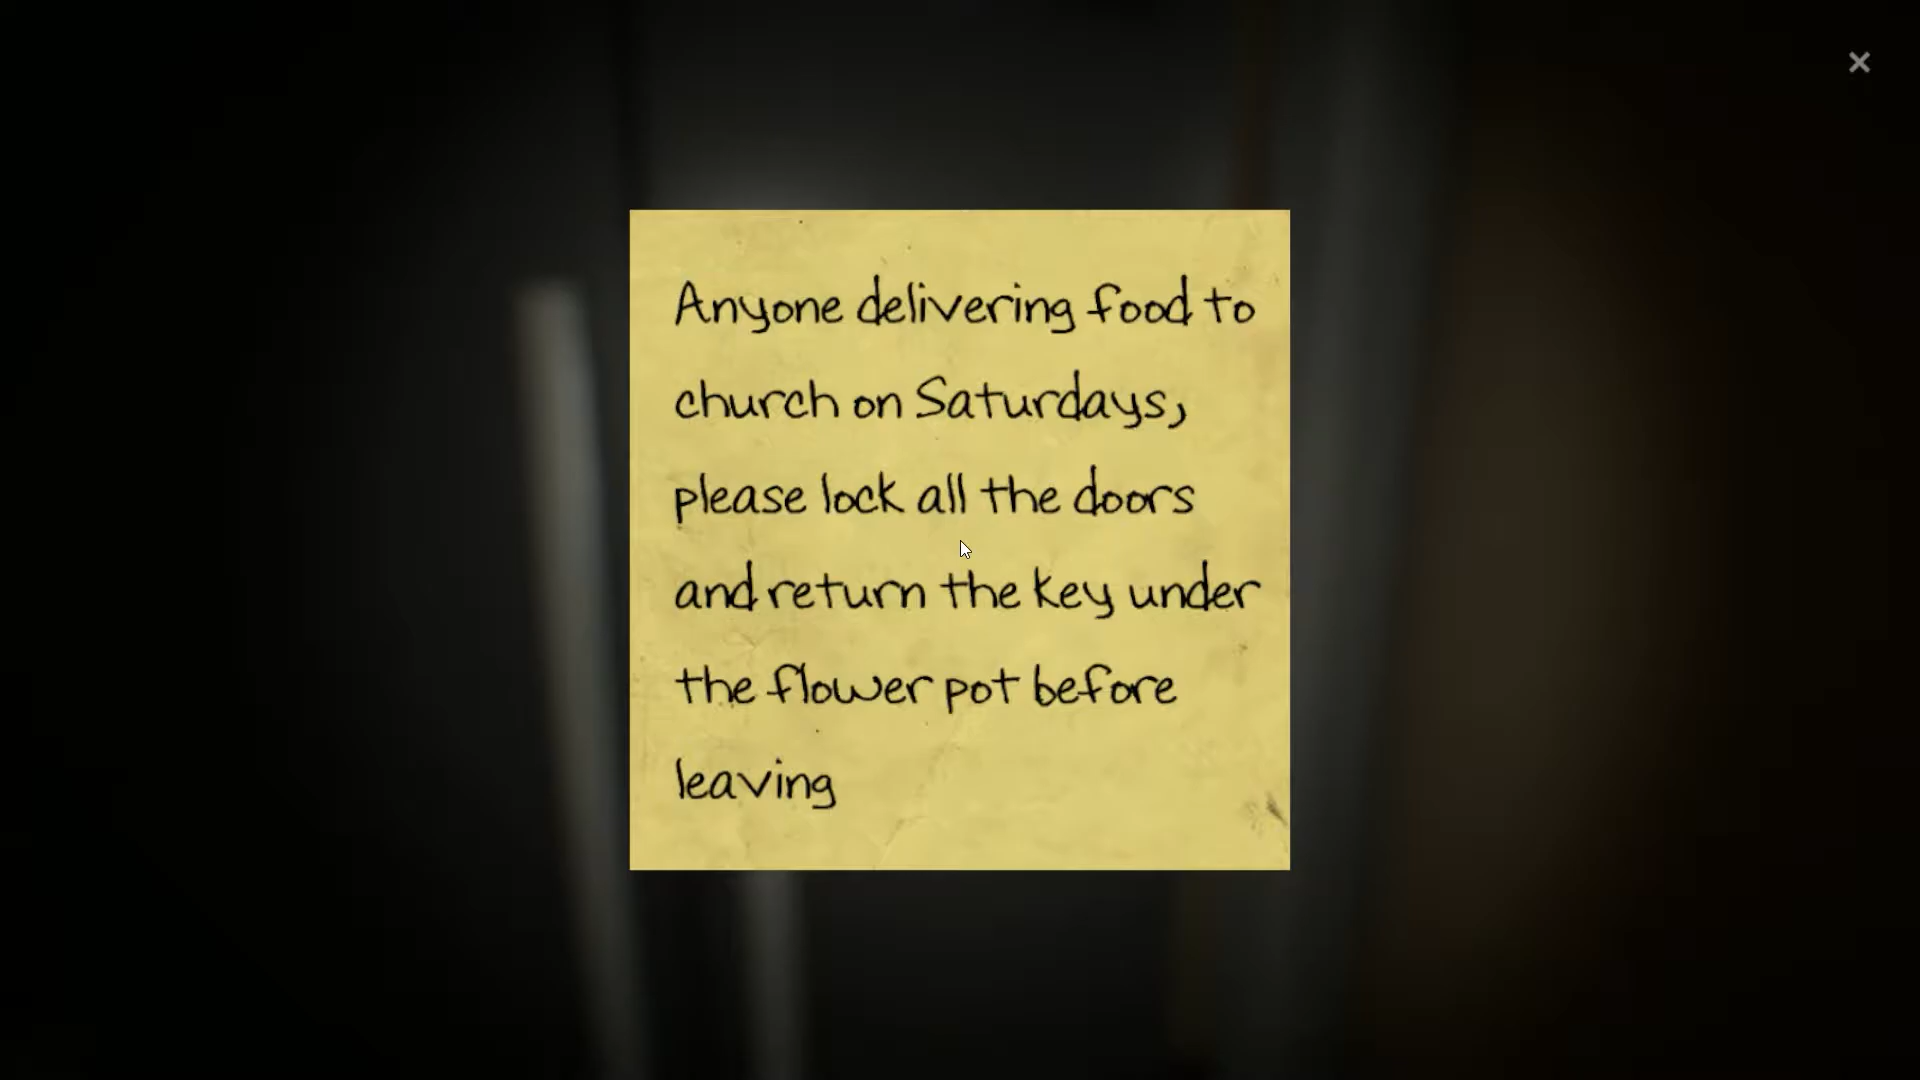 Anyone delivering food to
church on Saturdays,
please lock all the doors
and return the key under
the flower pot before
leaving